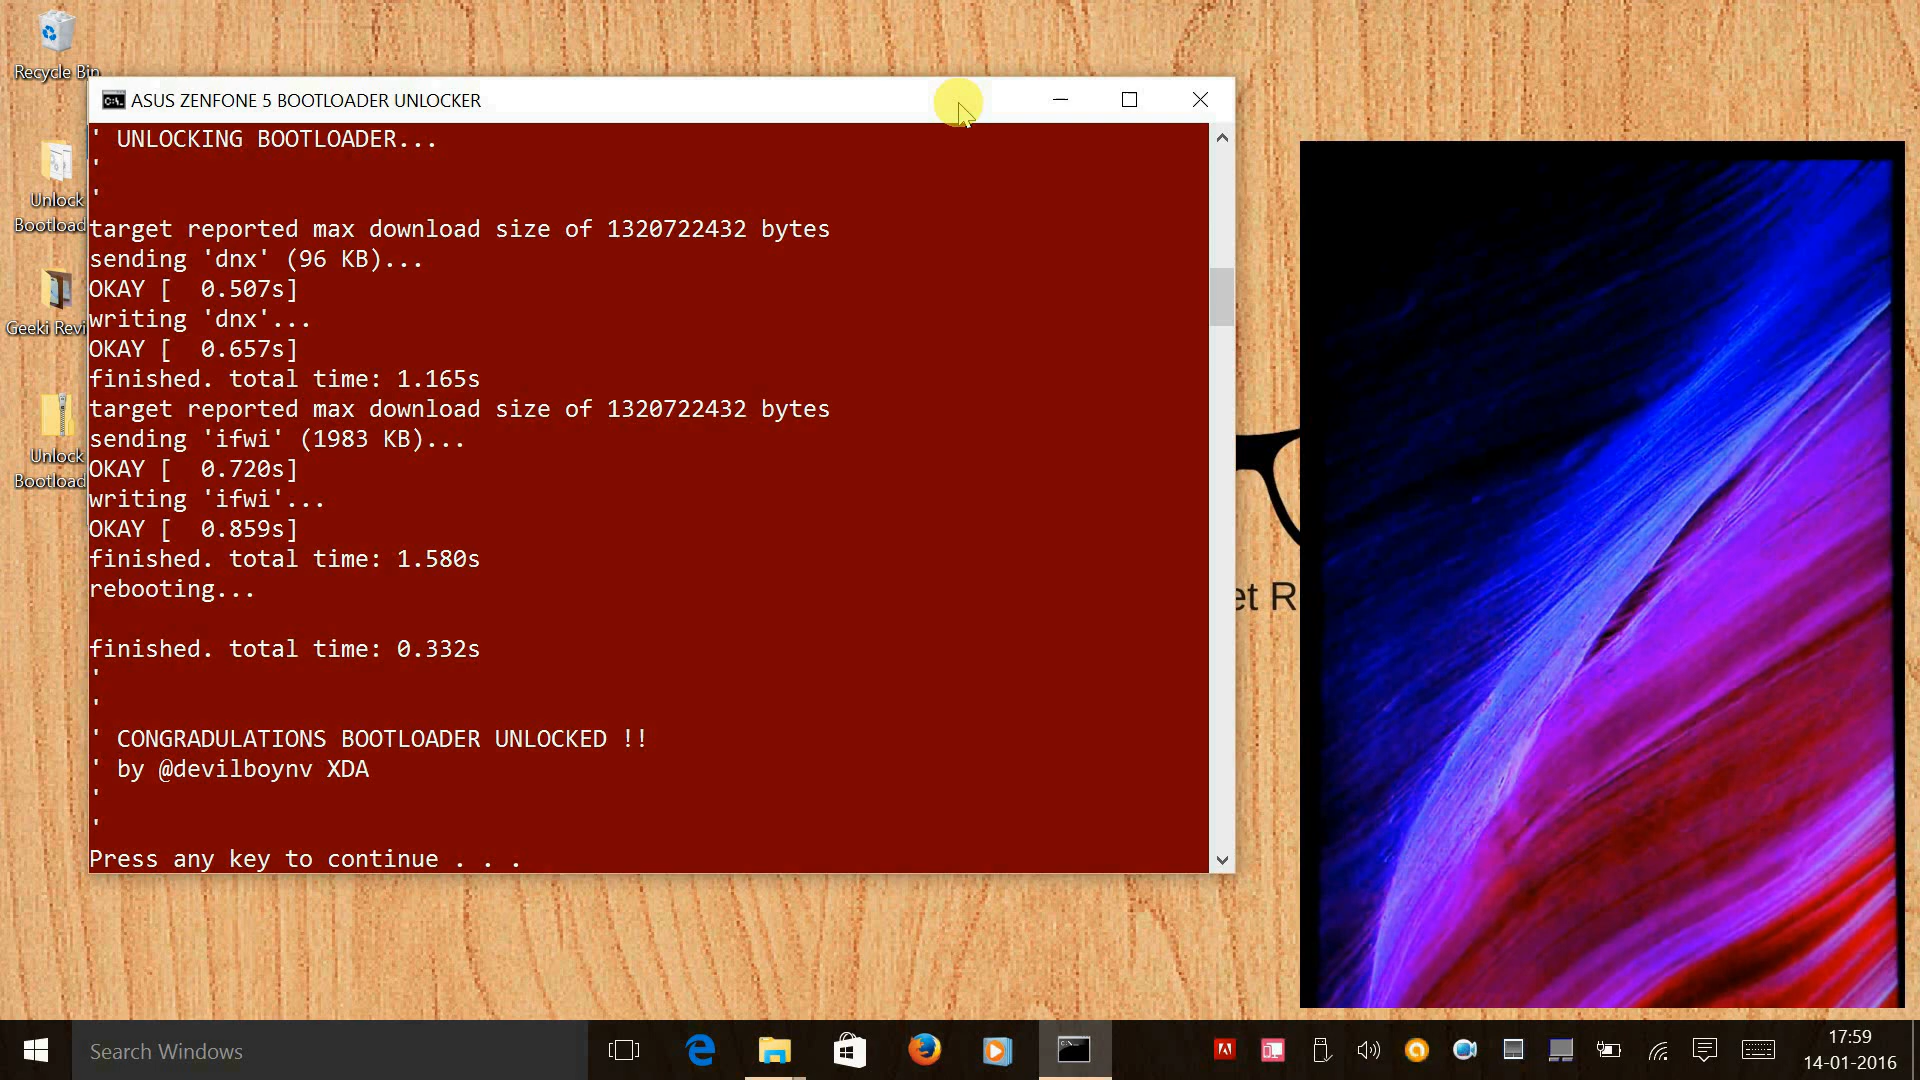 Recycle Bin
Unlock
Bootload
Geeki Revi
Unlock
Bootload
ASUS ZENFONE 5 BOOTLOADER UNLOCKER
' UNLOCKING BOOTLOADER...
'
'
target reported max download size of 1320722432 bytes
sending 'dnx' (96 KB)...
OKAY [  0.507s]
writing 'dnx'...
OKAY [  0.657s]
finished. total time: 1.165s
target reported max download size of 1320722432 bytes
sending 'ifwi' (1983 KB)...
OKAY [  0.720s]
writing 'ifwi'...
OKAY [  0.859s]
finished. total time: 1.580s
rebooting...
finished. total time: 0.332s
'
'
' CONGRADULATIONS BOOTLOADER UNLOCKED !!
' by @devilboynv XDA
'
'
Press any key to continue . . .
et R
Search Windows
17:59
14-01-2016